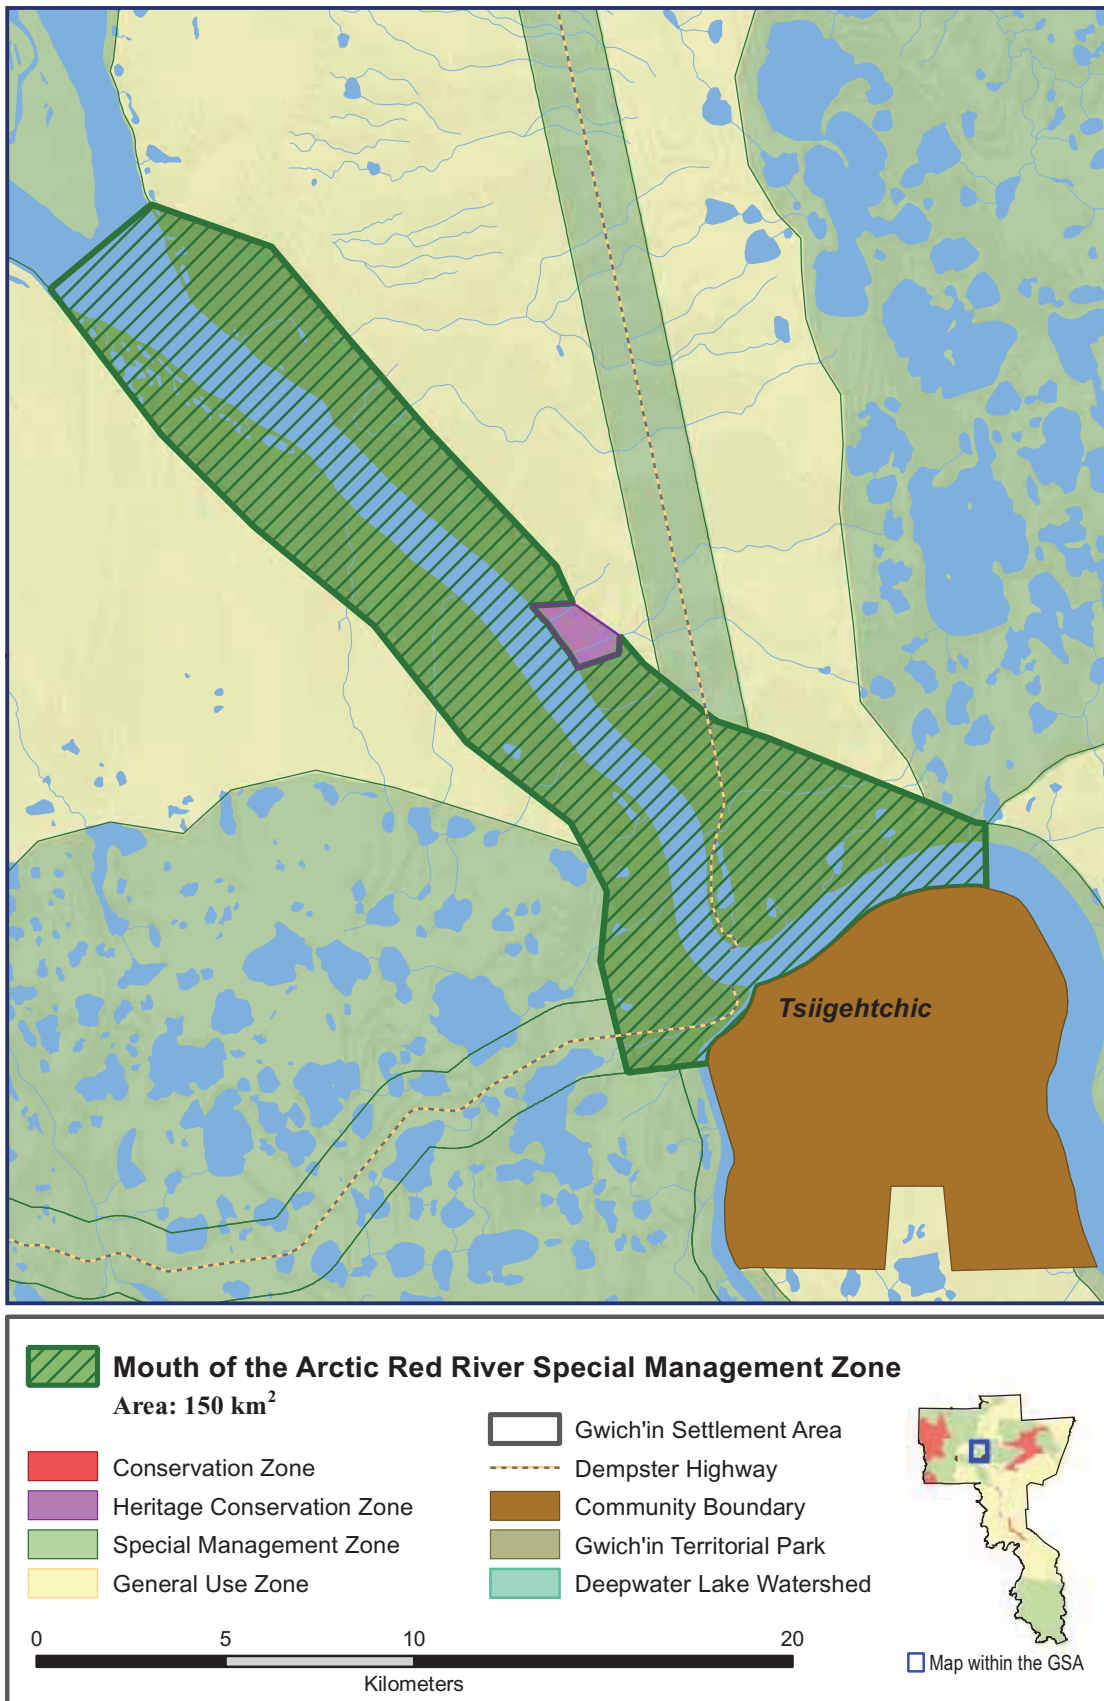 Tsiigehtchic
Mouth of the Arctic Red River Special Management Zone
Area: 150 km²
Conservation Zone
Heritage Conservation Zone
Special Management Zone
General Use Zone
Gwich'in Settlement Area
Dempster Highway
Community Boundary
Gwich'in Territorial Park
Deepwater Lake Watershed
0 5 10 20
Kilometers
Map within the GSA